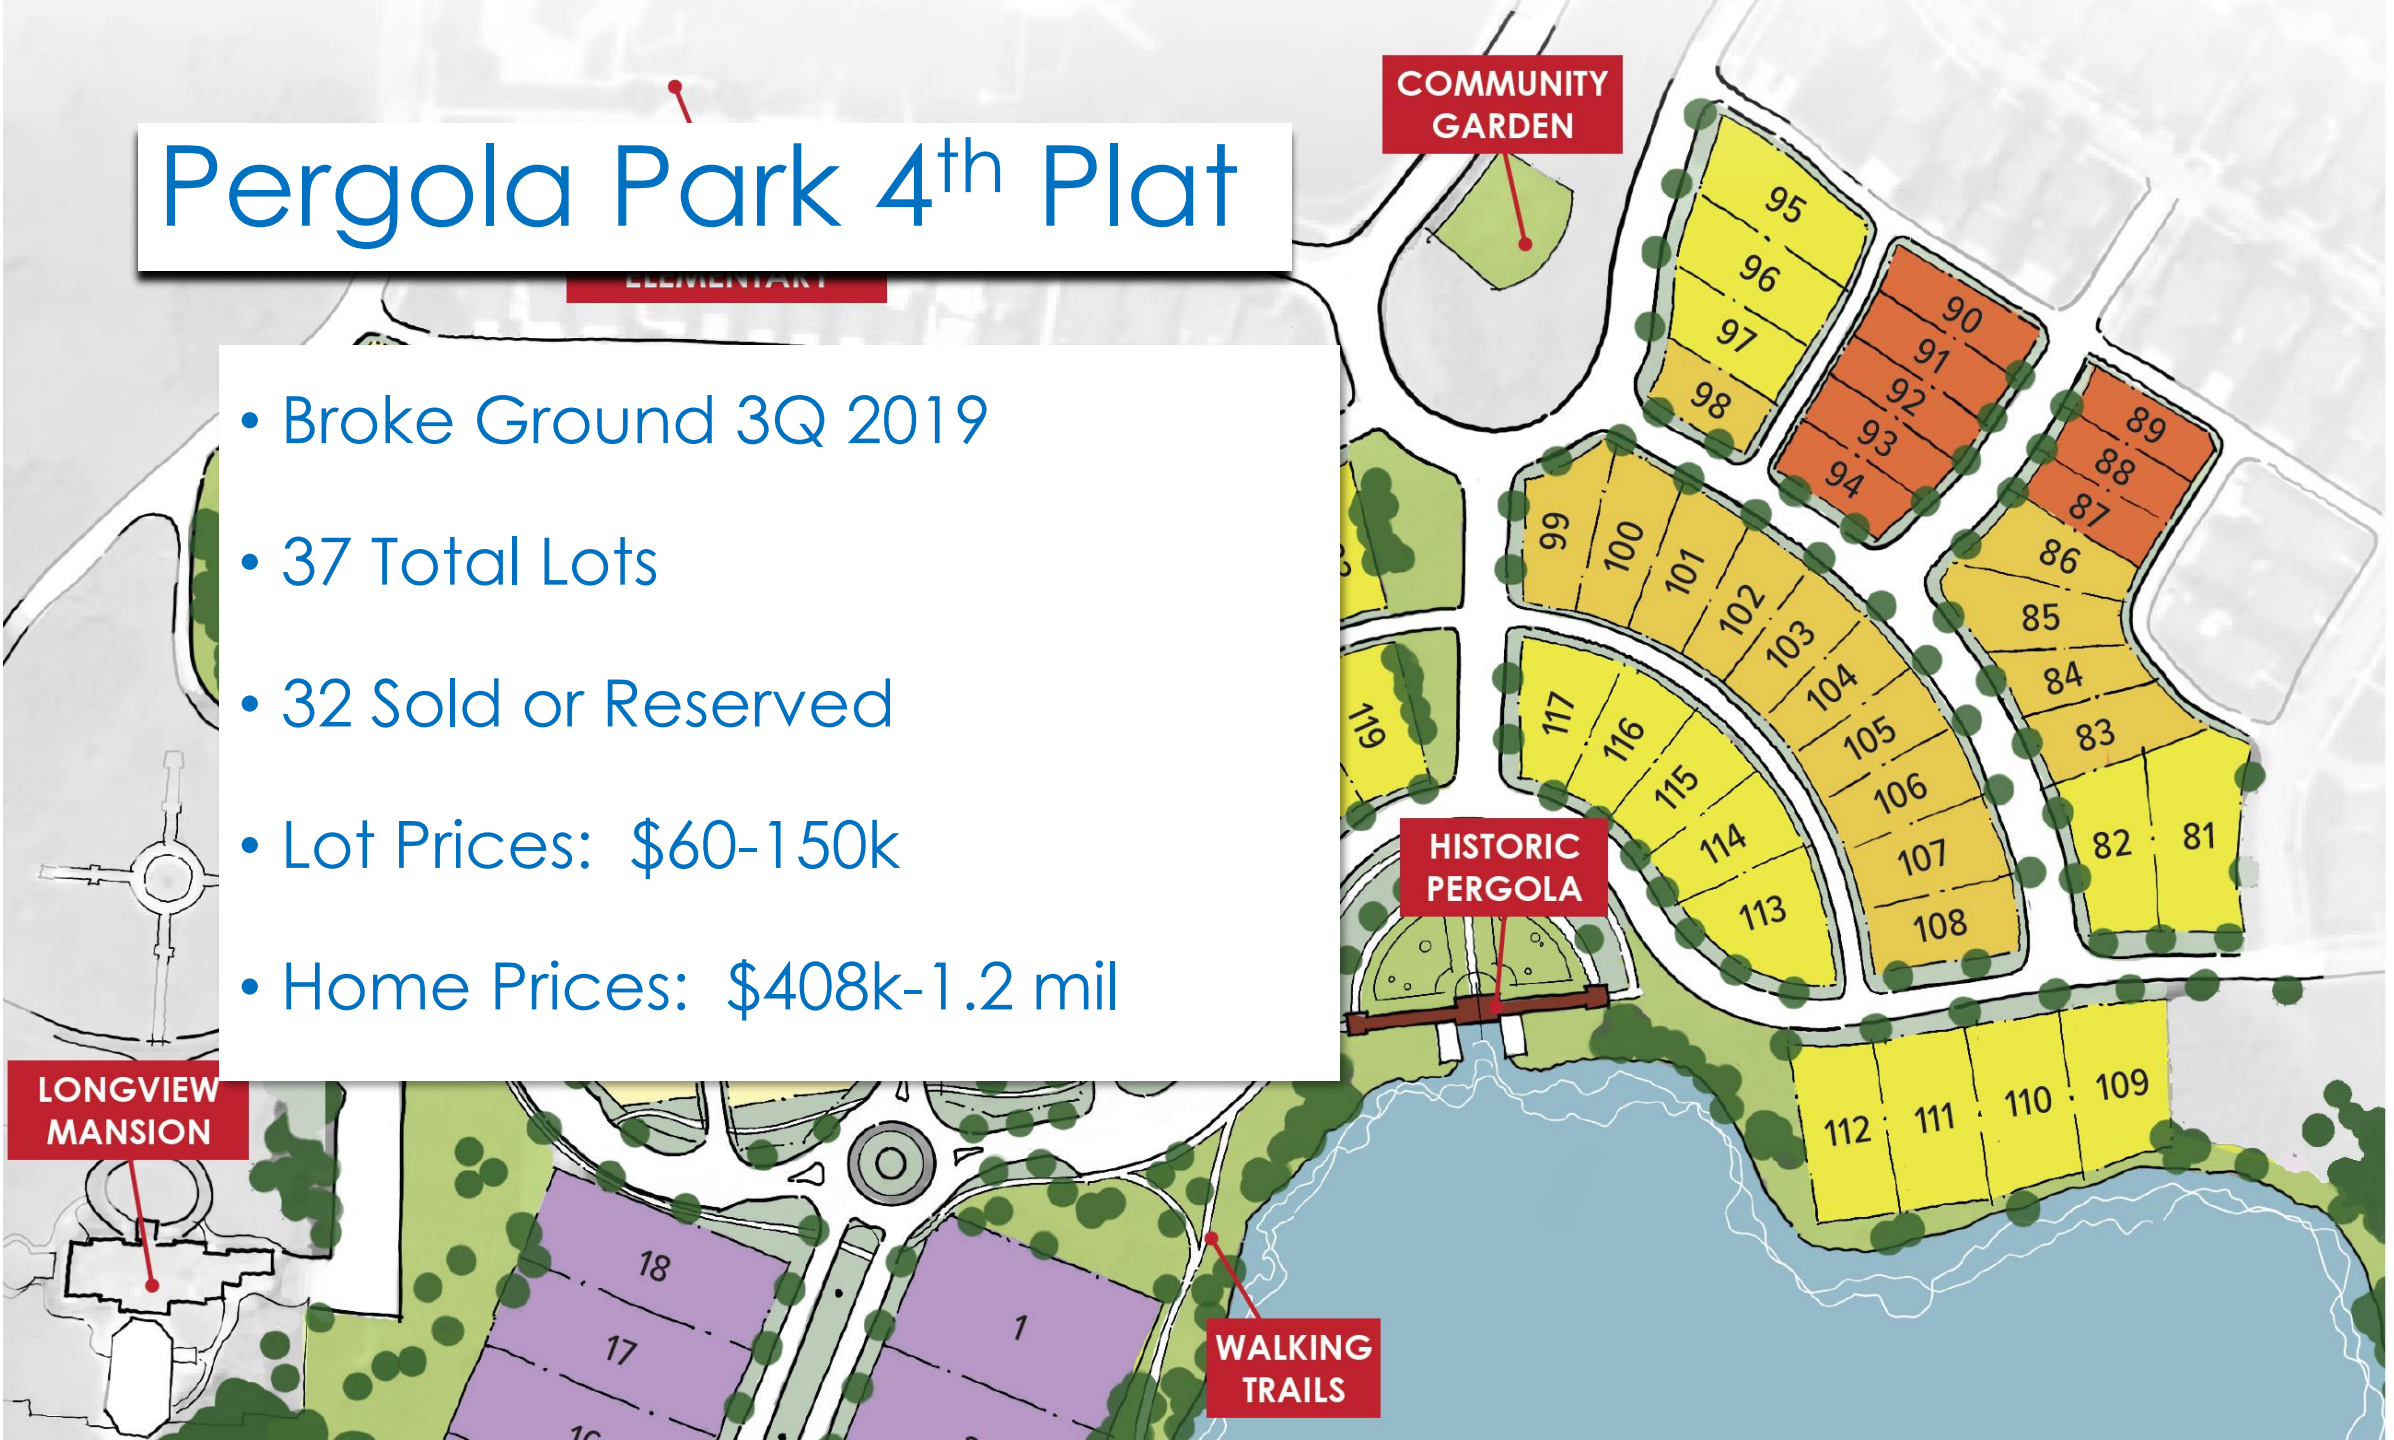 COMMUNITY
GARDEN
Pergola Park 4th Plat
ELEMENTARY
• Broke Ground 3Q 2019
• 37 Total Lots
• 32 Sold or Reserved
• Lot Prices: $60-150k
• Home Prices: $408k-1.2 mil
95
96
97
98
90
91
92
93
94
89
88
87
86
85
84
83
82
81
99
100
101
102
103
104
105
106
107
108
117
116
115
114
113
119
HISTORIC
PERGOLA
112
111
110
109
LONGVIEW
MANSION
18
17
16
1
WALKING
TRAILS